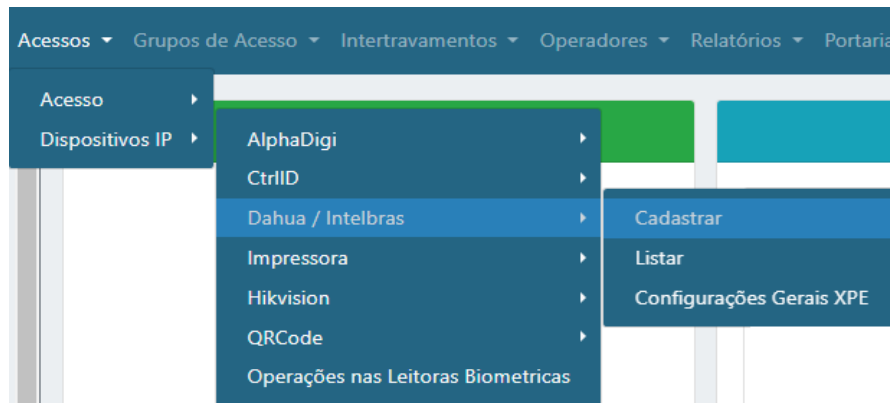 Acessos Grupos de Acesso Intertravamentos Operadores Relatórios Portaria
Acesso
Dispositivos IP
AlphaDigi
CtrlID
Dahua / Intelbras
Cadastrar
Impressora
Listar
Hikvision
Configurações Gerais XPE
QRCode
Operações nas Leitoras Biometricas